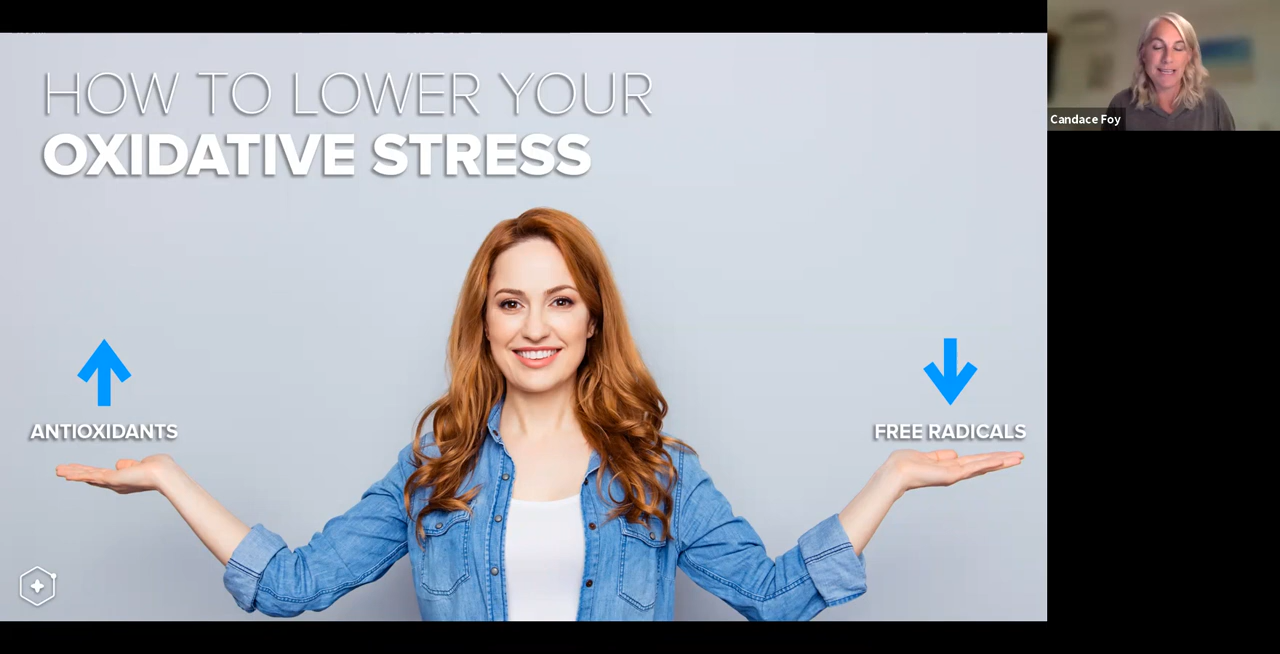 HOW TO LOWER YOUR
OXIDATIVE STRESS
ANTIOXIDANTS
FREE RADICALS
Candace Foy